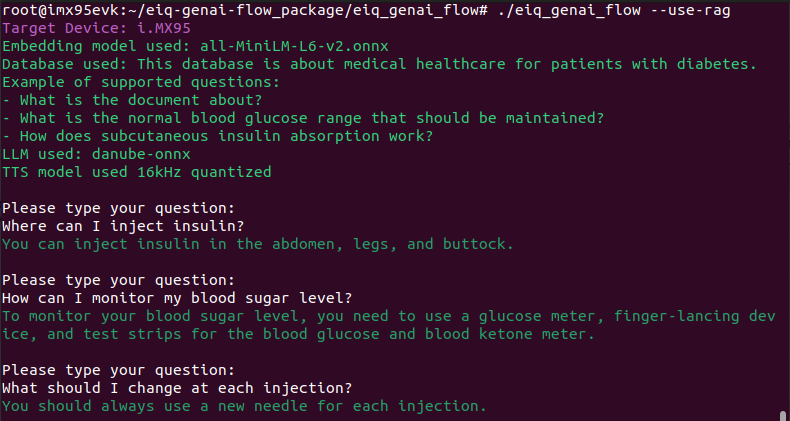 root@imx95evk:~/eiq-genai-flow_package/eiq_genai_flow# ./eiq_genai_flow --use-rag
Target Device: i.MX95
Embedding model used: all-MiniLM-L6-v2.onnx
Database used: This database is about medical healthcare for patients with diabetes.
Example of supported questions:
- What is the document about?
- What is the normal blood glucose range that should be maintained?
- How does subcutaneous insulin absorption work?
LLM used: danube-onnx
TTS model used 16kHz quantized
Please type your question:
Where can I inject insulin?
You can inject insulin in the abdomen, legs, and buttock.
Please type your question:
How can I monitor my blood sugar level?
To monitor your blood sugar level, you need to use a glucose meter, finger-lancing dev
ice, and test strips for the blood glucose and blood ketone meter.
Please type your question:
What should I change at each injection?
You should always use a new needle for each injection.